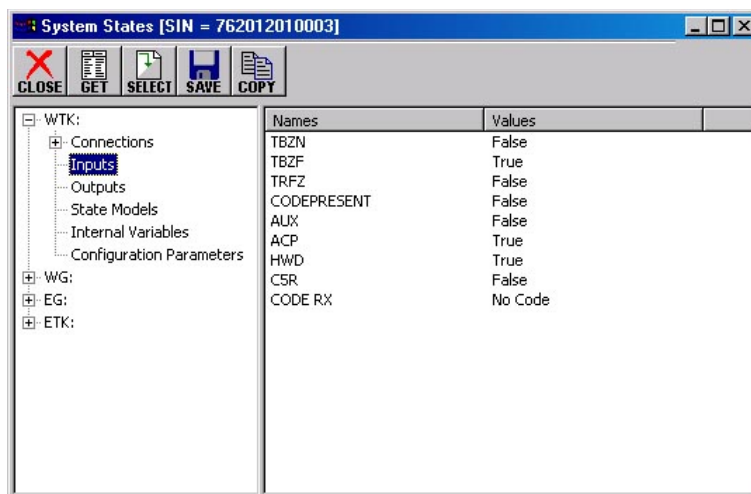 System States [SIN = 762012010003]
CLOSE GET SELECT SAVE COPY
WTK:
Connections
Inputs
Outputs
State Models
Internal Variables
Configuration Parameters
WG:
EG:
ETK:
Names Values
TBZN False
TBZF True
TRFZ False
CODEPRESENT False
AUX False
ACP True
HWD True
C5R False
CODE RX No Code